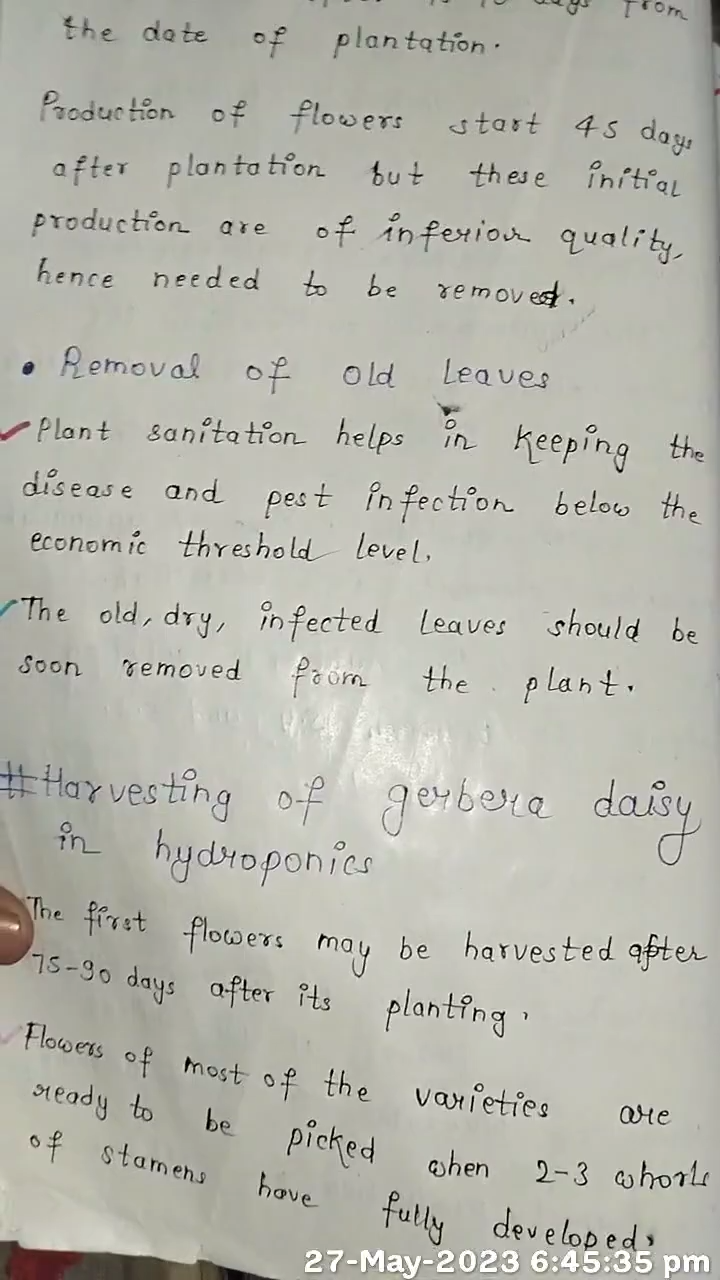 from
the date of plantation.
Production of flowers start 45 days
after plantation but these initial
production are of inferior quality,
hence needed to be removed.
• Removal of old leaves
Plant sanitation helps in keeping the
disease and pest infection below the
economic threshold level.
The old, dry, infected leaves should be
soon removed from the plant.
# Harvesting of gerbera daisy
in hydroponics
The first flowers may be harvested after
75-90 days after its planting.
Flowers of most of the varieties are
ready to be picked when 2-3 whorls
of stamens have fully developed.
27-May-2023 6:45:35 pm